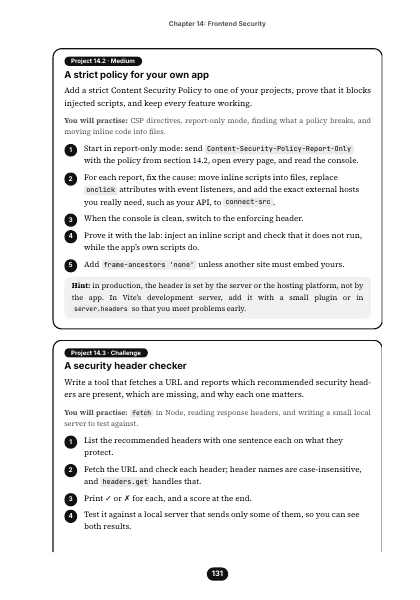 Chapter 14: Frontend Security
Project 14.2 · Medium
A strict policy for your own app
Add a strict Content Security Policy to one of your projects, prove that it blocks
injected scripts, and keep every feature working.
You will practise: CSP directives, report-only mode, finding what a policy breaks, and
moving inline code into files.
1 Start in report-only mode: send Content-Security-Policy-Report-Only
with the policy from section 14.2, open every page, and read the console.
2 For each report, fix the cause: move inline scripts into files, replace
onclick attributes with event listeners, and add the exact external hosts
you really need, such as your API, to connect-src.
3 When the console is clean, switch to the enforcing header.
4 Prove it with the lab: inject an inline script and check that it does not run,
while the app's own scripts do.
5 Add frame-ancestors 'none' unless another site must embed yours.
Hint: in production, the header is set by the server or the hosting platform, not by
the app. In Vite's development server, add it with a small plugin or in
server.headers so that you meet problems early.
Project 14.3 · Challenge
A security header checker
Write a tool that fetches a URL and reports which recommended security head-
ers are present, which are missing, and why each one matters.
You will practise: fetch in Node, reading response headers, and writing a small local
server to test against.
1 List the recommended headers with one sentence each on what they
protect.
2 Fetch the URL and check each header; header names are case-insensitive,
and headers.get handles that.
3 Print ✓ or ✗ for each, and a score at the end.
4 Test it against a local server that sends only some of them, so you can see
both results.
131